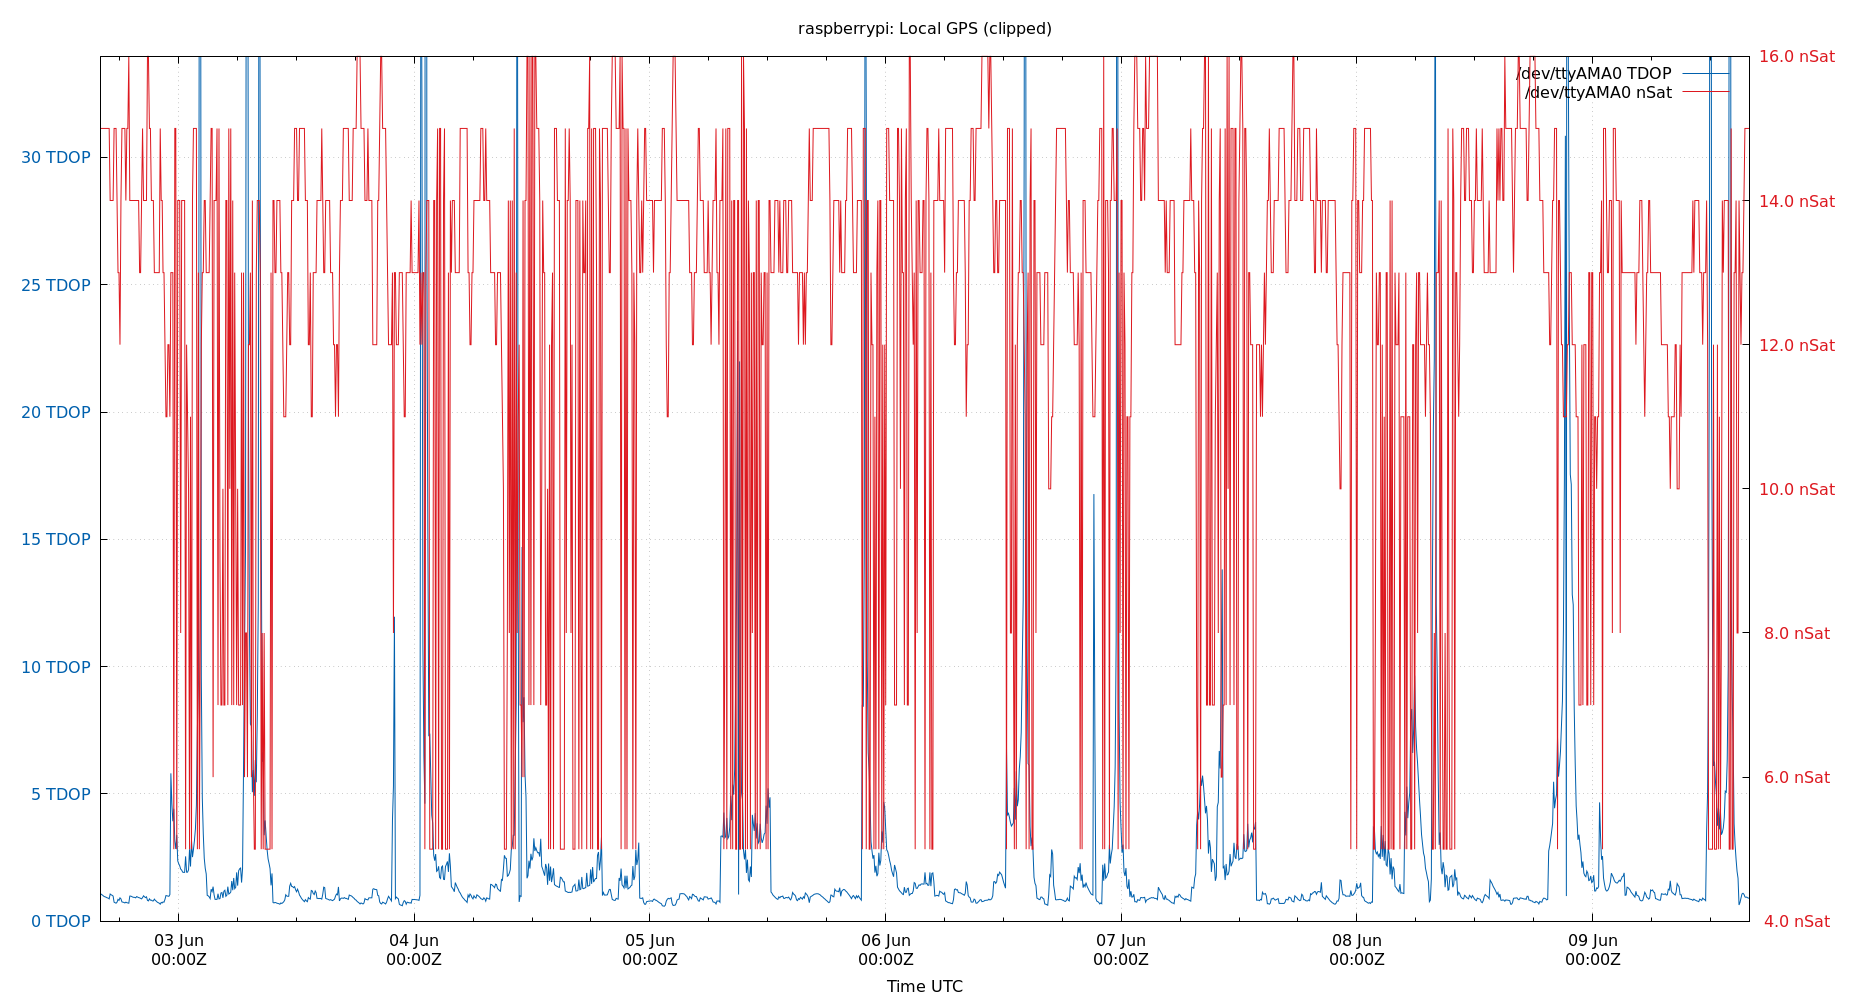 raspberrypi: Local GPS (clipped)
/dev/ttyAMA0 TDOP
/dev/ttyAMA0 nSat
30 TDOP
25 TDOP
20 TDOP
15 TDOP
10 TDOP
5 TDOP
0 TDOP
16.0 nSat
14.0 nSat
12.0 nSat
10.0 nSat
8.0 nSat
6.0 nSat
4.0 nSat
03 Jun
00:00Z
04 Jun
00:00Z
05 Jun
00:00Z
06 Jun
00:00Z
07 Jun
00:00Z
08 Jun
00:00Z
09 Jun
00:00Z
Time UTC